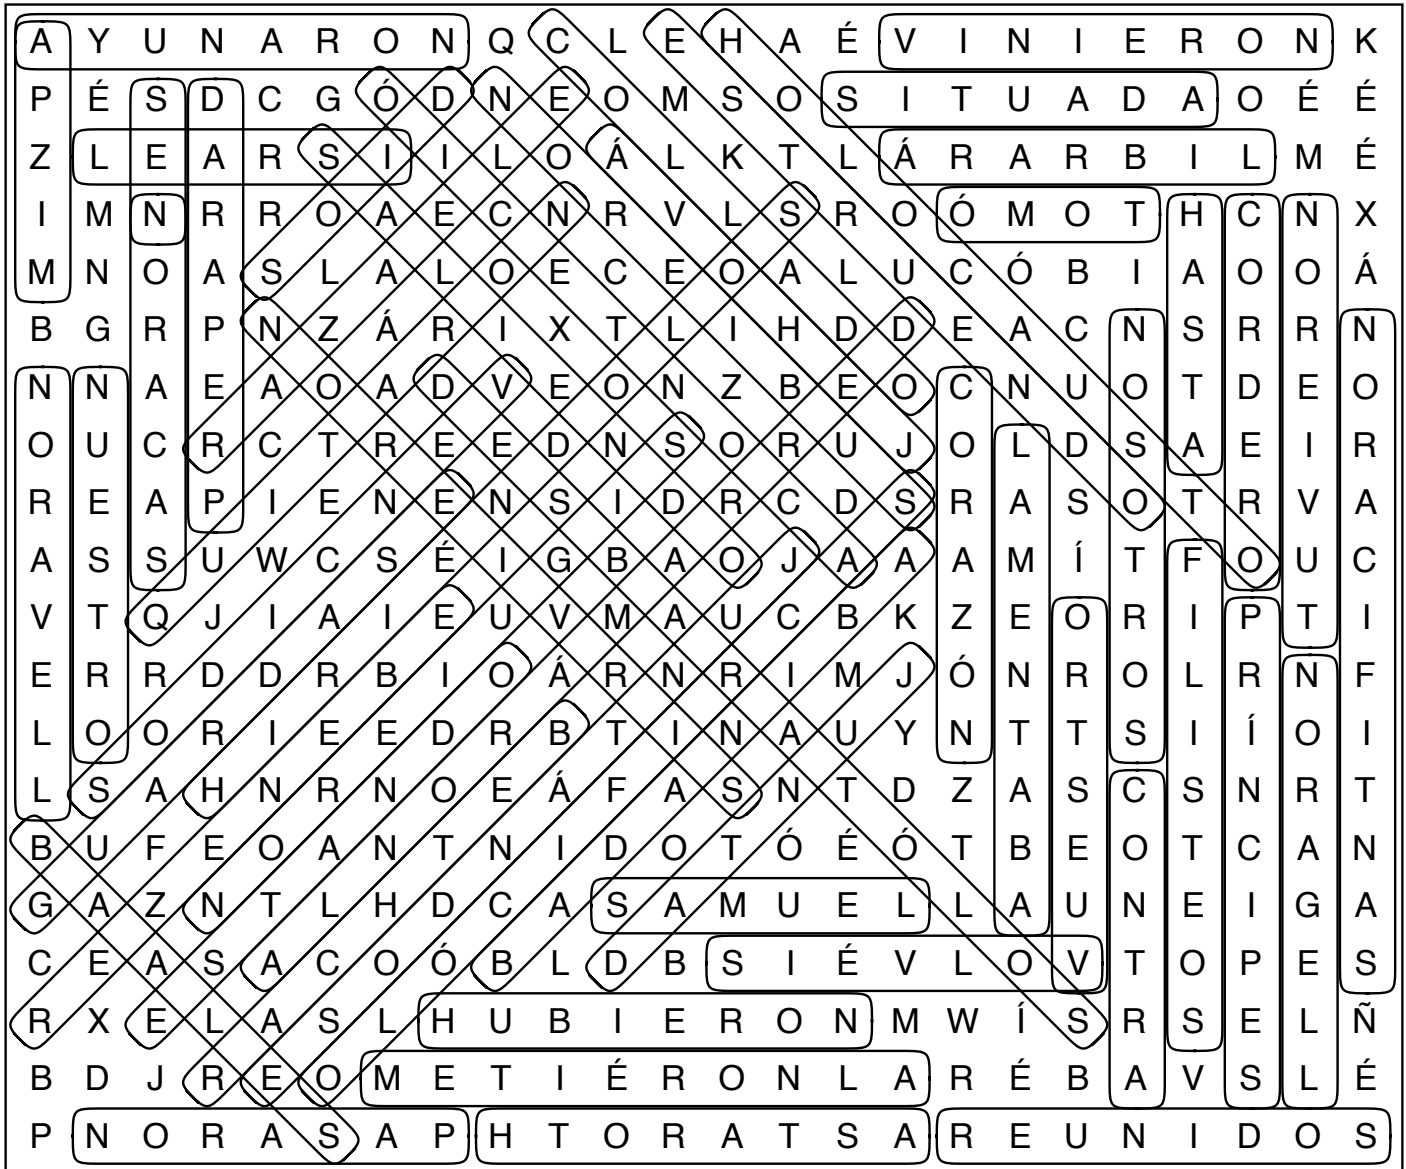 A Y U N A R O N Q C L E H A É V I N I E R O N K
P É S D C G Ó D N E O M S O S I T U A D A O É É
Z L E A R S I I L O Á L K T L Á R A R B I L M É
I M N R R O A E C N R V L S R O Ó M O T H C N X
M N O A S L A L O E C E O A L U C Ó B I A O O Á
B G R P N Z Á R I X T L I H D D E A C N S R R N
N N A E A O A D V E O N Z B E O C N U O T D E O
O U C R C T R E E D N S O R U J O L D S A E I R
R E A P I E N E N S I D R C D S R A S O T R V A
A S S U W C S É I G B A O J A A A M Í T F O U C
V T Q J I A I E U V M A U C B K Z E O R I P T I
E R R D D R B I O Á R N R I M J Ó N R O L R N F
L O O R I E E D R B T I N A U Y N T T S I Í O I
L S A H N R N O E Á F A S N T D Z A S C S N R T
B U F E O A N T N I D O T Ó É Ó T B E O T C A N
G A Z N T L H D C A S A M U E L L A U N E I G A
C E A S A C O Ó B L D B S I É V L O V T O P E S
R X E L A S L H U B I E R O N M W Í S R S E L Ñ
B D J R E O M E T I É R O N L A R É B A V S L É
P N O R A S A P H T O R A T S A R E U N I D O S